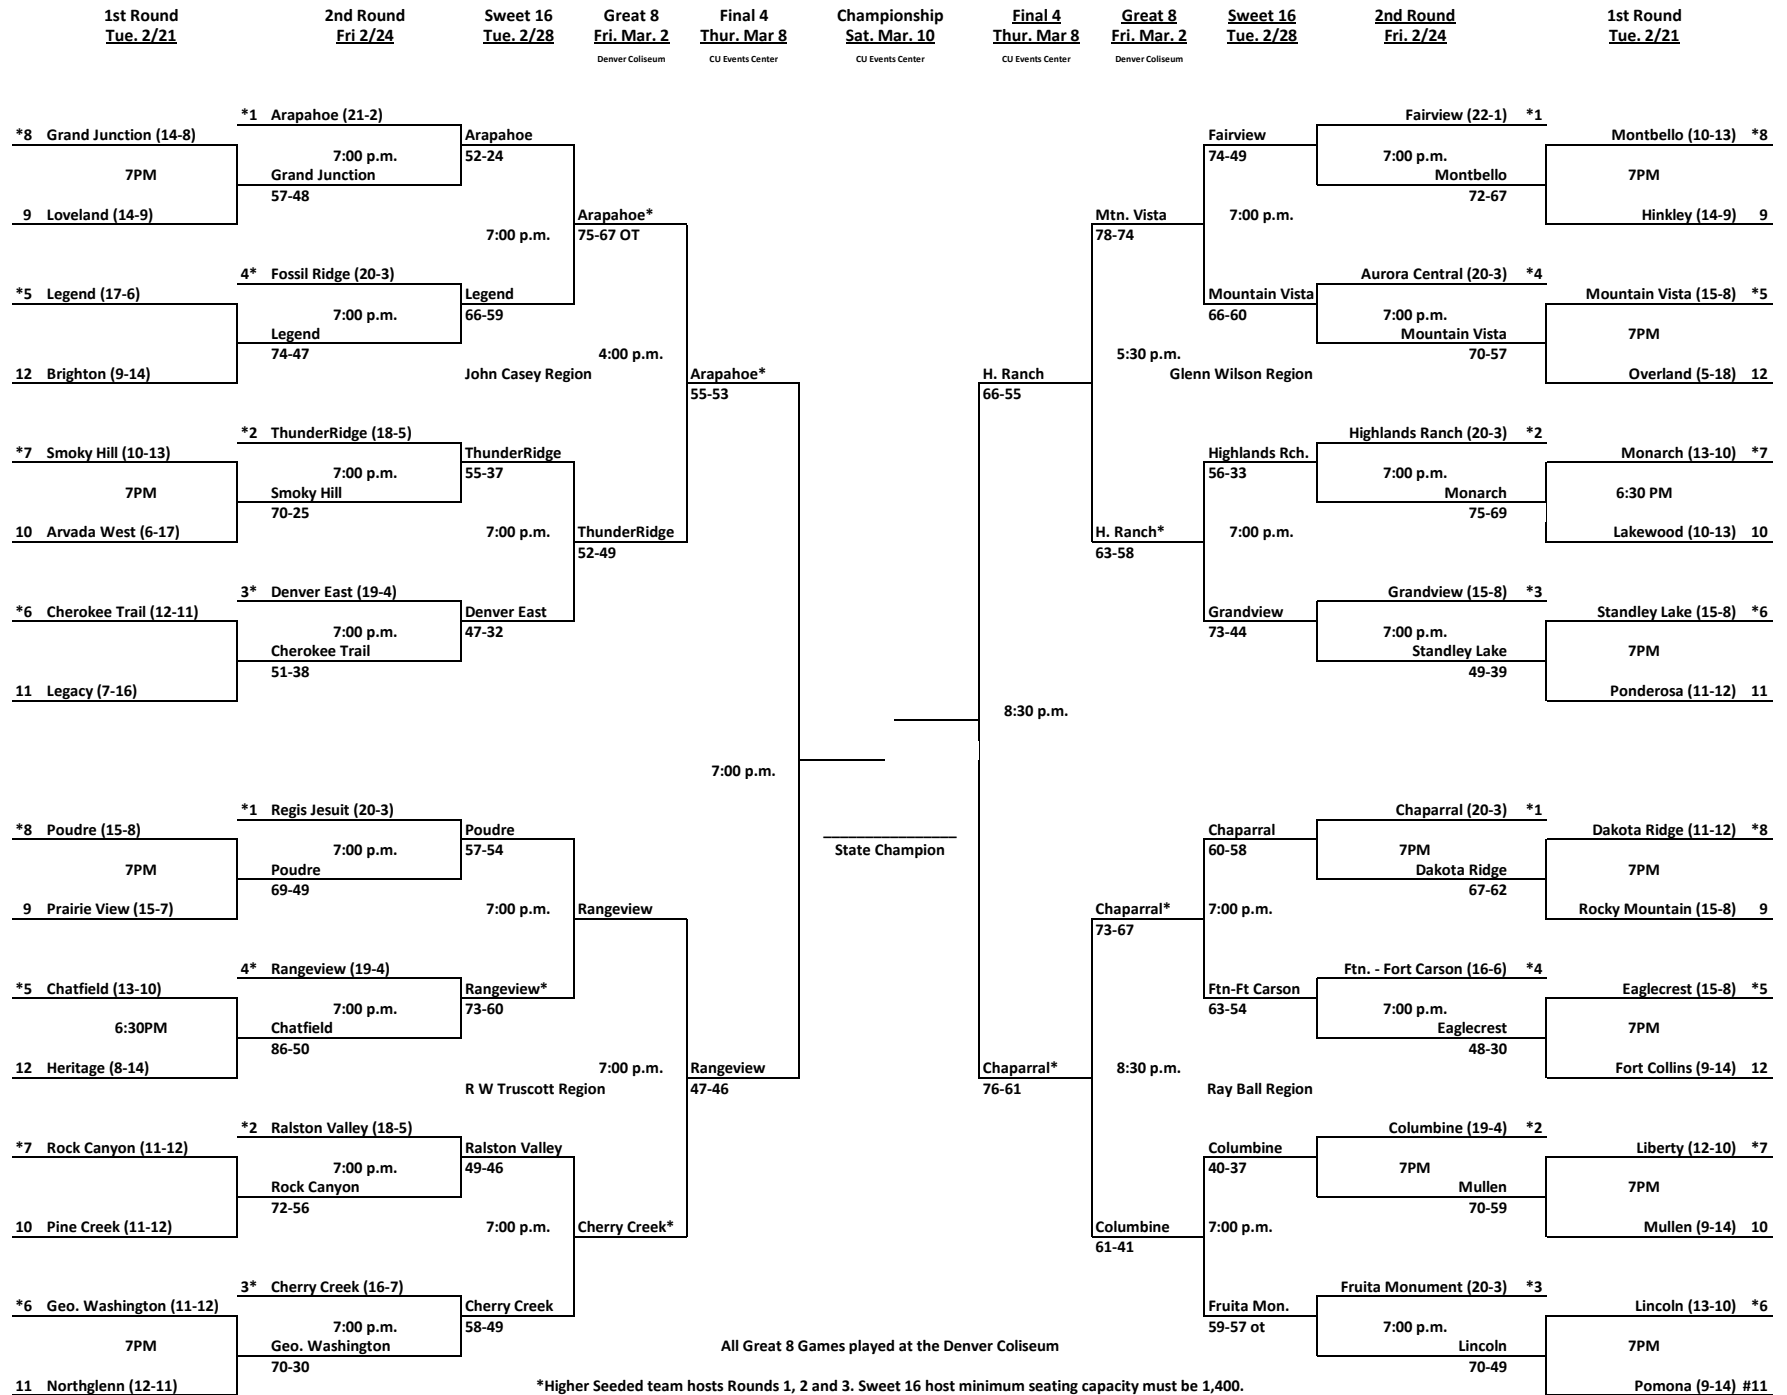 1st Round 2nd Round Sweet 16 Great 8 Final 4 Championship Final 4 Great 8 Sweet 16 2nd Round 1st Round
Tue. 2/21 Fri 2/24 Tue. 2/28 Fri. Mar. 2 Thur. Mar 8 Sat. Mar. 10 Thur. Mar 8 Fri. Mar. 2 Tue. 2/28 Fri. 2/24 Tue. 2/21
Denver Coliseum CU Events Center CU Events Center CU Events Center Denver Coliseum
*1 Arapahoe (21-2) Fairview (22-1) *1
*8 Grand Junction (14-8) Arapahoe Fairview Montbello (10-13) *8
7:00 p.m. 52-24 74-49 7:00 p.m.
7PM Grand Junction Montbello 7PM
57-48 72-67
9 Loveland (14-9) Arapahoe* Mtn. Vista 7:00 p.m. Hinkley (14-9) 9
7:00 p.m. 75-67 OT 78-74
4* Fossil Ridge (20-3) Aurora Central (20-3) *4
*5 Legend (17-6) Legend Mountain Vista Mountain Vista (15-8) *5
7:00 p.m. 66-59 66-60 7:00 p.m.
Legend Mountain Vista 7PM
74-47 4:00 p.m. 5:30 p.m. 70-57
12 Brighton (9-14) John Casey Region Arapahoe* H. Ranch Glenn Wilson Region Overland (5-18) 12
55-53 66-55
*2 ThunderRidge (18-5) Highlands Ranch (20-3) *2
*7 Smoky Hill (10-13) ThunderRidge Highlands Rch. Monarch (13-10) *7
7:00 p.m. 55-37 56-33 7:00 p.m.
7PM Smoky Hill Monarch 6:30 PM
70-25 75-69
10 Arvada West (6-17) 7:00 p.m. ThunderRidge H. Ranch* 7:00 p.m. Lakewood (10-13) 10
52-49 63-58
3* Denver East (19-4) Grandview (15-8) *3
*6 Cherokee Trail (12-11) Denver East Grandview Standley Lake (15-8) *6
7:00 p.m. 47-32 73-44 7:00 p.m.
Cherokee Trail Standley Lake 7PM
51-38 49-39
11 Legacy (7-16) Ponderosa (11-12) 11
8:30 p.m.
7:00 p.m.
*1 Regis Jesuit (20-3) Chaparral (20-3) *1
*8 Poudre (15-8) Poudre Chaparral Dakota Ridge (11-12) *8
7:00 p.m. 57-54 State Champion 60-58 7PM
7PM Poudre Dakota Ridge 7PM
69-49 67-62
9 Prairie View (15-7) 7:00 p.m. Rangeview Chaparral* 7:00 p.m. Rocky Mountain (15-8) 9
73-67
4* Rangeview (19-4) Ftn. - Fort Carson (16-6) *4
*5 Chatfield (13-10) Rangeview* Ftn-Ft Carson Eaglecrest (15-8) *5
7:00 p.m. 73-60 63-54 7:00 p.m.
6:30PM Chatfield Eaglecrest 7PM
86-50 48-30
12 Heritage (8-14) 7:00 p.m. Rangeview Chaparral* 8:30 p.m. Fort Collins (9-14) 12
R W Truscott Region 47-46 76-61 Ray Ball Region
*2 Ralston Valley (18-5) Columbine (19-4) *2
*7 Rock Canyon (11-12) Ralston Valley Columbine Liberty (12-10) *7
7:00 p.m. 49-46 40-37 7PM
Rock Canyon Mullen 7PM
72-56 70-59
10 Pine Creek (11-12) 7:00 p.m. Cherry Creek* Columbine 7:00 p.m. Mullen (9-14) 10
61-41
3* Cherry Creek (16-7) Fruita Monument (20-3) *3
*6 Geo. Washington (11-12) Cherry Creek Fruita Mon. Lincoln (13-10) *6
7:00 p.m. 58-49 59-57 ot 7:00 p.m.
7PM Geo. Washington All Great 8 Games played at the Denver Coliseum Lincoln 7PM
70-30 70-49
11 Northglenn (12-11) *Higher Seeded team hosts Rounds 1, 2 and 3. Sweet 16 host minimum seating capacity must be 1,400. Pomona (9-14) #11